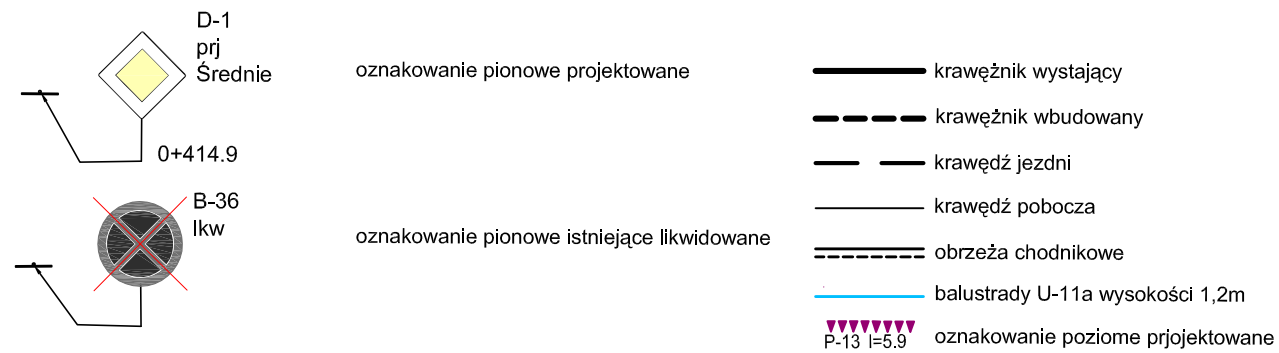 D-1
prj
Średnie
0+414.9
oznakowanie pionowe projektowane
B-36
lkw
oznakowanie pionowe istniejące likwidowane
krawężnik wystający
krawężnik wbudowany
krawędź jezdni
krawędź pobocza
obrzeża chodnikowe
balustrady U-11a wysokości 1,2m
P-13 l=5.9
oznakowanie poziome prjojektowane